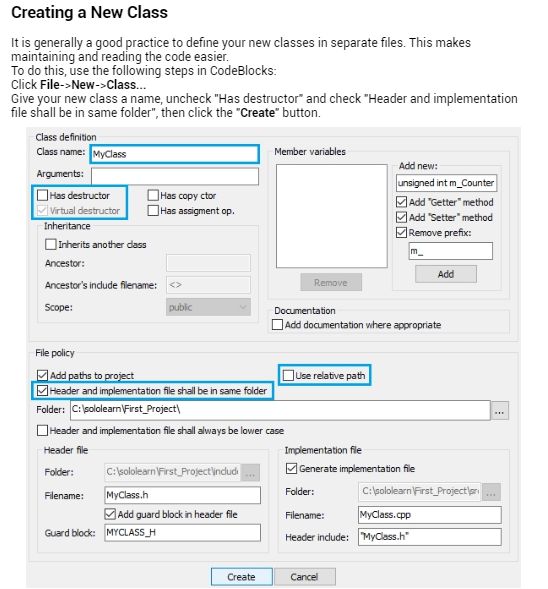 Creating a New Class
It is generally a good practice to define your new classes in separate files. This makes
maintaining and reading the code easier.
To do this, use the following steps in CodeBlocks:
Click File->New->Class...
Give your new class a name, uncheck "Has destructor" and check "Header and implementation
file shall be in same folder", then click the "Create" button.
Class definition
Class name: MyClass
Arguments:
Has destructor Has copy ctor
Virtual destructor Has assigment op.
Inheritance
Inherits another class
Ancestor:
Ancestor's include filename: <>
Scope: public
Member variables
Add new:
unsigned int m_Counter
Add "Getter" method
Add "Setter" method
Remove prefix:
m_
Add
Remove
Documentation
Add documentation where appropriate
File policy
Add paths to project Use relative path
Header and implementation file shall be in same folder
Folder: C:\sololearn\First_Project\ ...
Header and implementation file shall always be lower case
Header file
Folder: C:\sololearn\First_Project\includ ...
Filename: MyClass.h
Add guard block in header file
Guard block: MYCLASS_H
Implementation file
Generate implementation file
Folder: C:\sololearn\First_Project\sr ...
Filename: MyClass.cpp
Header include: "MyClass.h"
Create Cancel